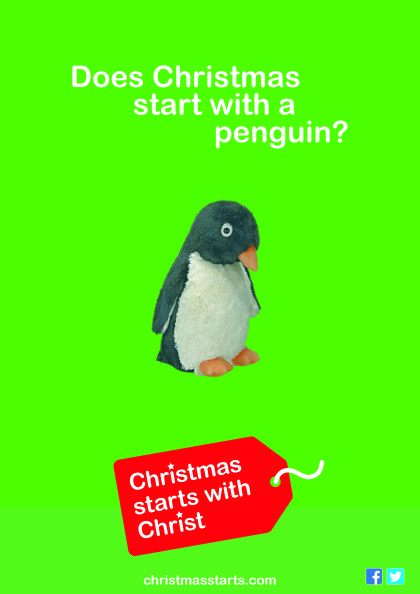 Does Christmas
start with a
penguin?
Christmas
starts with
Christ
christmasstarts.com